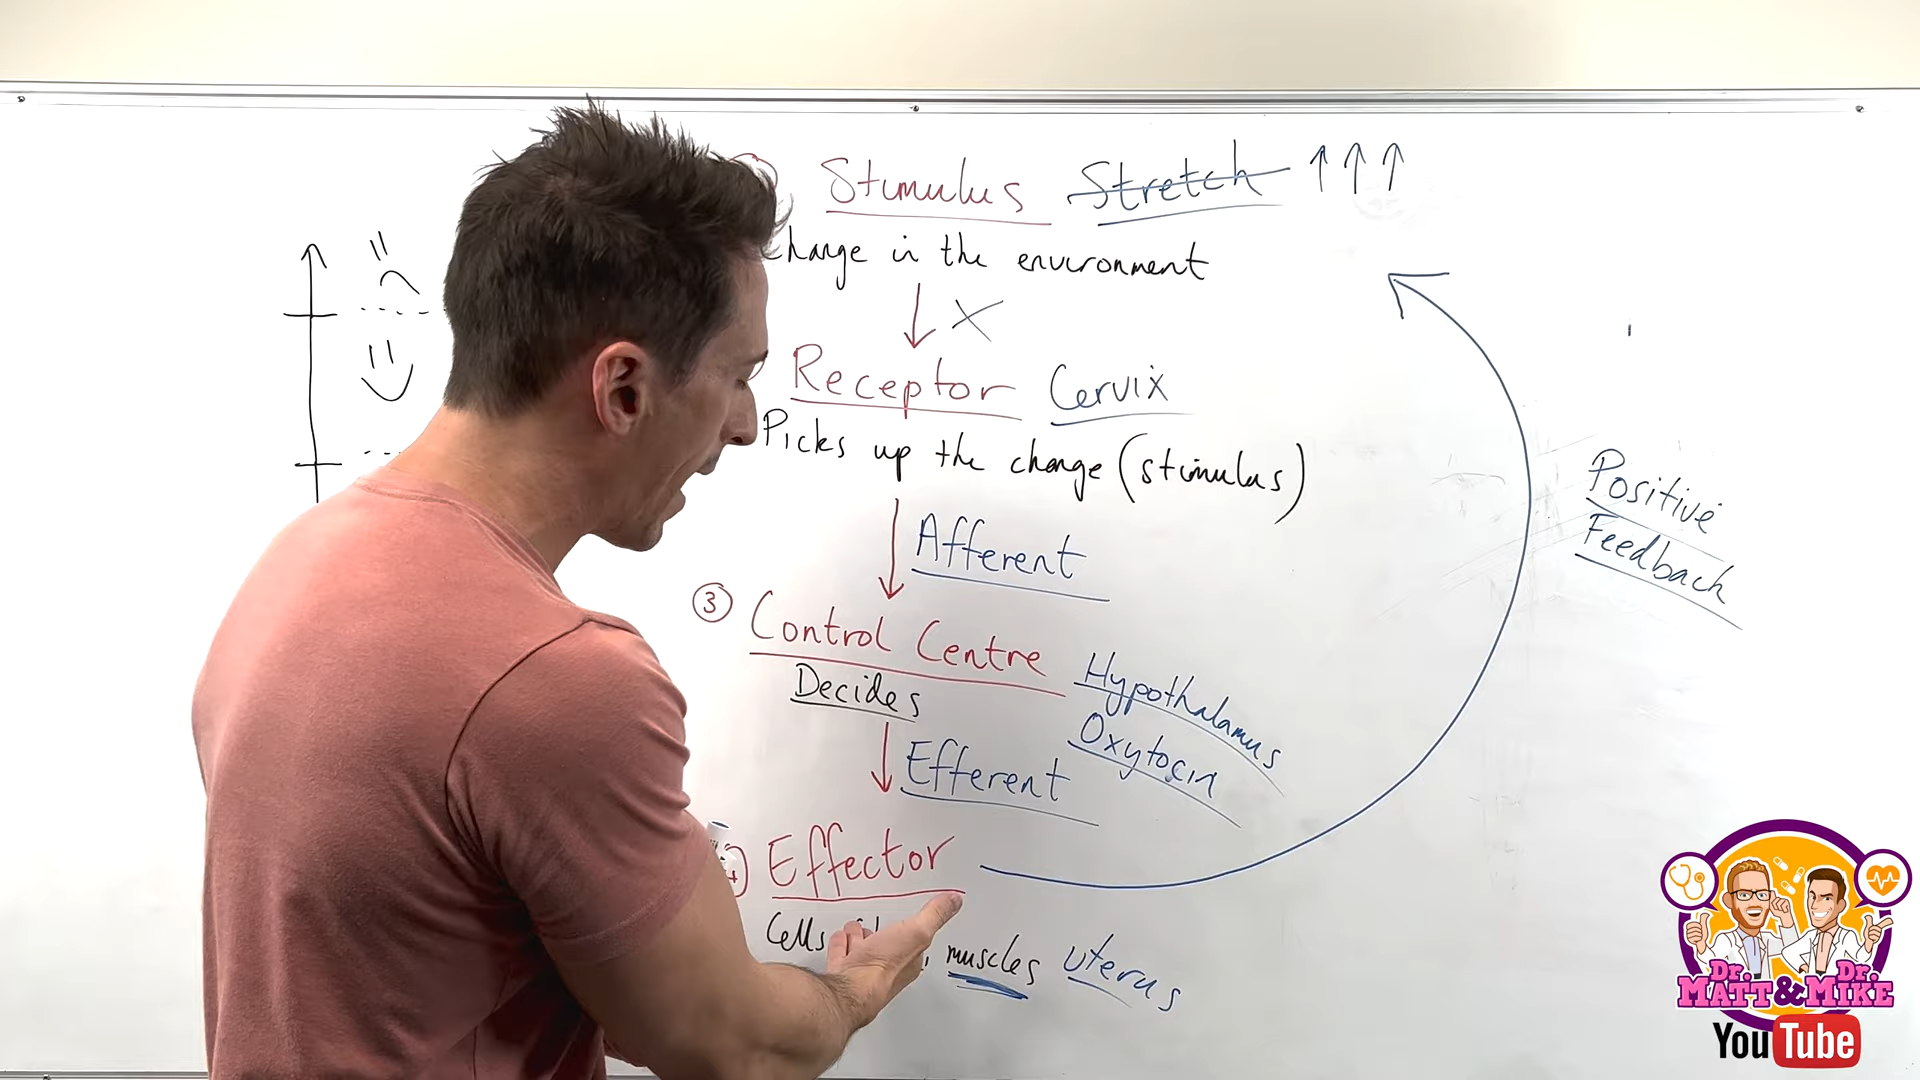 Stimulus Stretch ↑↑↑
change in the environment
Receptor Cervix
Picks up the change (stimulus)
Afferent
③ Control Centre
Decides
Hypothalamus
Oxytocin
Efferent
Effector
Cells
muscles uterus
Positive
Feedback
Dr. Dr.
MATT & MIKE
YouTube